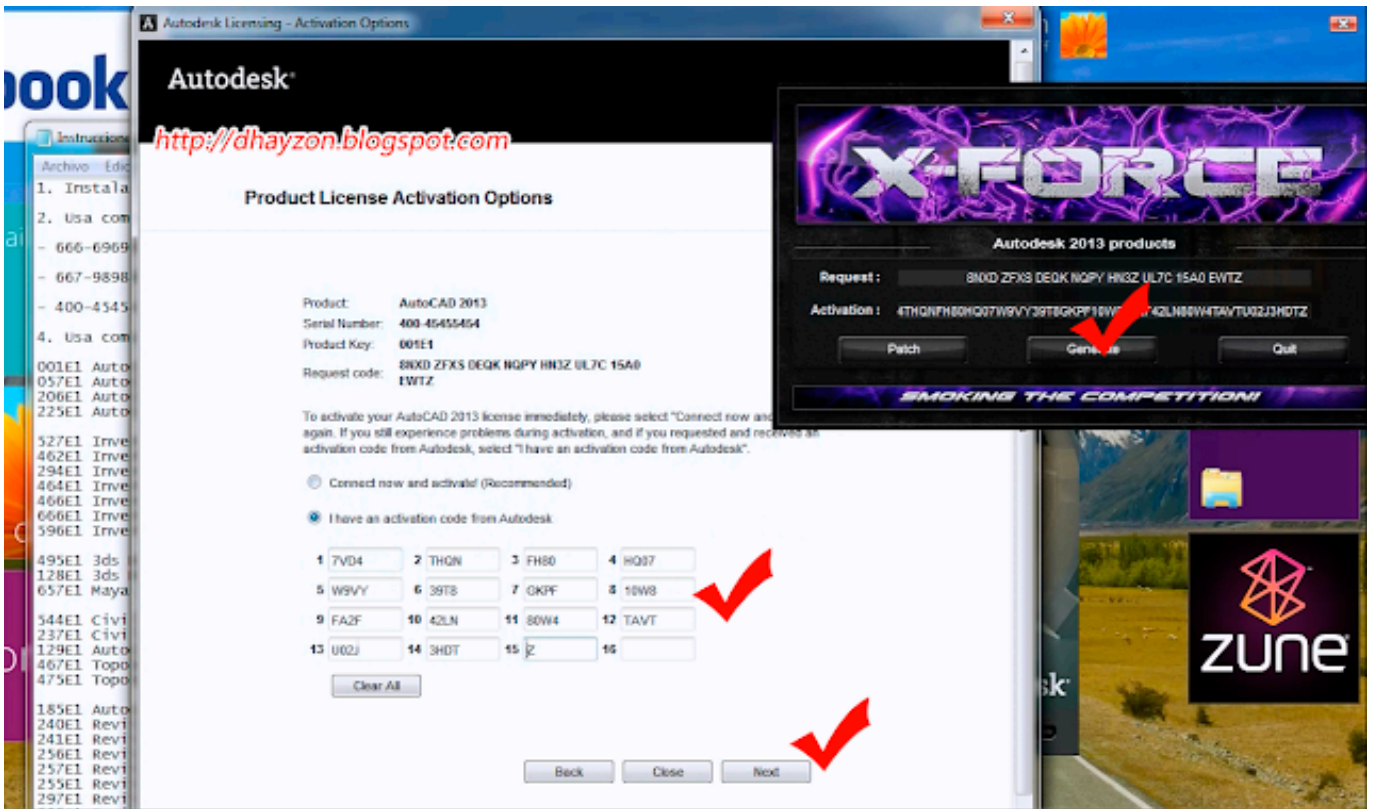 Autodesk Licensing - Activation Options
Autodesk
http://dhayzon.blogspot.com
Product License Activation Options
Product: AutoCAD 2013
Serial Number: 400-45455454
Product Key: 001E1
Request code: 8NXD ZFXS DEQK NQPY HN3Z UL7C 15A0
EWTZ
To activate your AutoCAD 2013 license immediately, please select "Connect now and
again. If you still experience problems during activation, and if you requested and received an
activation code from Autodesk, select "I have an activation code from Autodesk".
Connect now and activate! (Recommended)
I have an activation code from Autodesk
1 7VD4 2 THQN 3 FH80 4 HQ07
5 W9VY 6 39T8 7 GKPF 8 10W8
9 FA2F 10 42LN 11 80W4 12 TAVT
13 U02J 14 3HDT 15 Z 16
Clear All
Back Close Next
X-FORCE
Autodesk 2013 products
Request : 8NXD ZFXS DEQK NQPY HN3Z UL7C 15A0 EWTZ
Activation :
Patch Generate Quit
SMOKING THE COMPETITION!
zune
book
Instruccione
Archivo Edic
1. Instala
2. Usa com
- 666-6969
- 667-9898
- 400-4545
4. Usa com
001E1 Auto
057E1 Auto
206E1 Auto
225E1 Auto
527E1 Inve
462E1 Inve
294E1 Inve
464E1 Inve
466E1 Inve
666E1 Inve
596E1 Inve
495E1 3ds
128E1 3ds
657E1 Maya
544E1 Civi
237E1 Civi
129E1 Auto
467E1 Topo
475E1 Topo
185E1 Auto
240E1 Revi
241E1 Revi
256E1 Revi
257E1 Revi
255E1 Revi
297E1 Revi